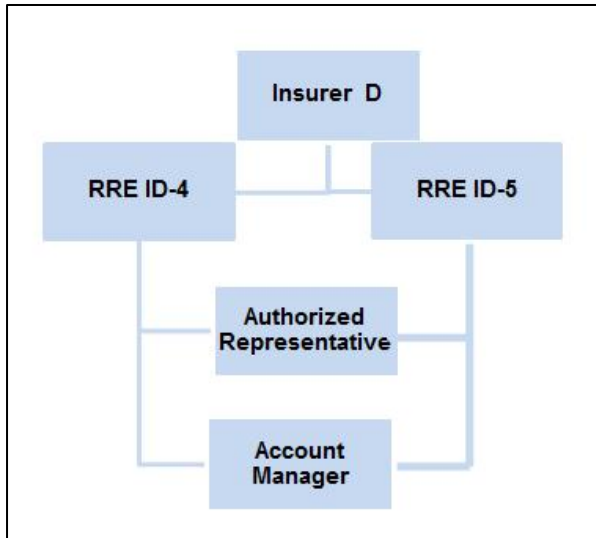 Insurer D
RRE ID-4
RRE ID-5
Authorized
Representative
Account
Manager